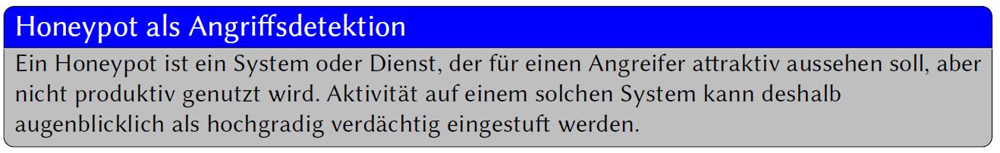 Honeypot als Angriffsdetektion
Ein Honeypot ist ein System oder Dienst, der für einen Angreifer attraktiv aussehen soll, aber
nicht produktiv genutzt wird. Aktivität auf einem solchen System kann deshalb
augenblicklich als hochgradig verdächtig eingestuft werden.